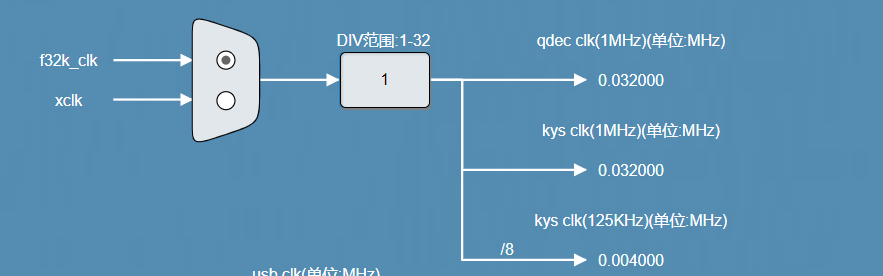 DIV范围:1-32
qdec clk(1MHz)(单位:MHz)
f32k_clk
1
0.032000
xclk
kys clk(1MHz)(单位:MHz)
0.032000
kys clk(125KHz)(单位:MHz)
/8
0.004000
usb clk(单位:MHz)